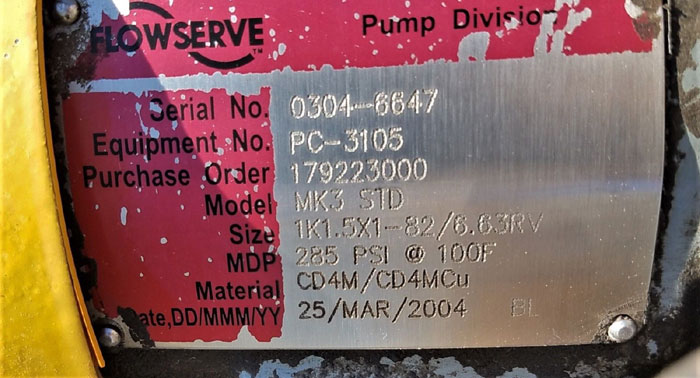 FLOWSERVE™ Pump Division
Serial No. 0304-6647
Equipment No. PC-3105
Purchase Order 179223000
Model MK3 STD
Size 1K1.5X1-82/6.63RV
MDP 285 PSI @ 100F
Material CD4M/CD4MCu
ate,DD/MMM/YY 25/MAR/2004 BL